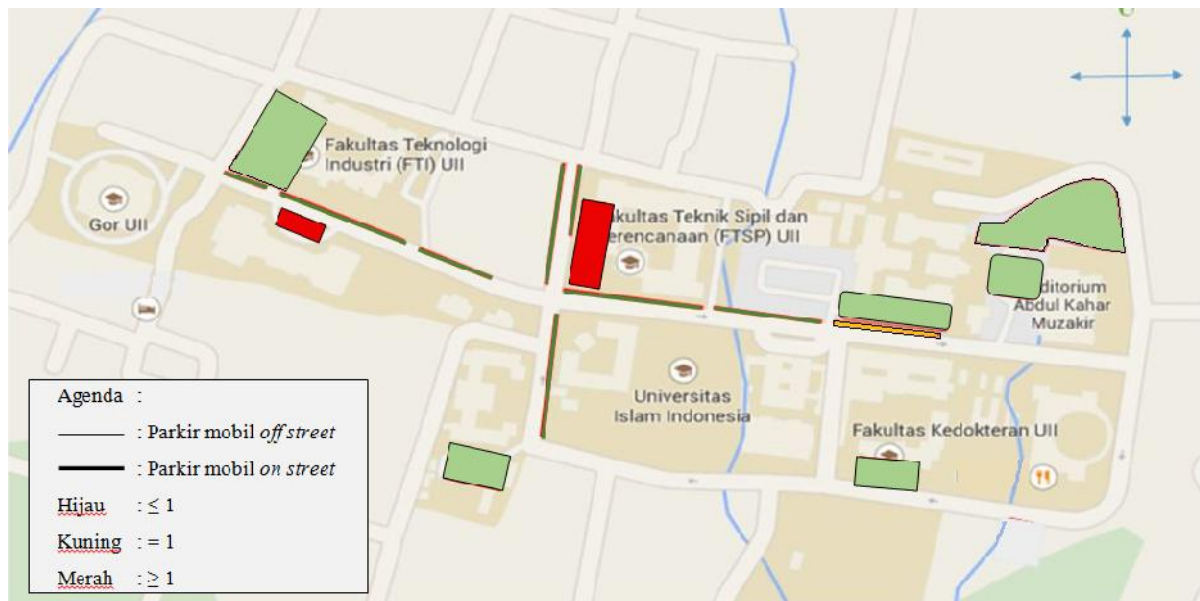 Fakultas Teknologi
Industri (FTI) UII
Gor UII
kultas Teknik Sipil dan
erencanaan (FTSP) UII
ditorium
Abdul Kahar
Muzakir
Universitas
Islam Indonesia
Fakultas Kedokteran UII
Agenda :
: Parkir mobil off street
: Parkir mobil on street
Hijau : ≤ 1
Kuning : = 1
Merah : ≥ 1